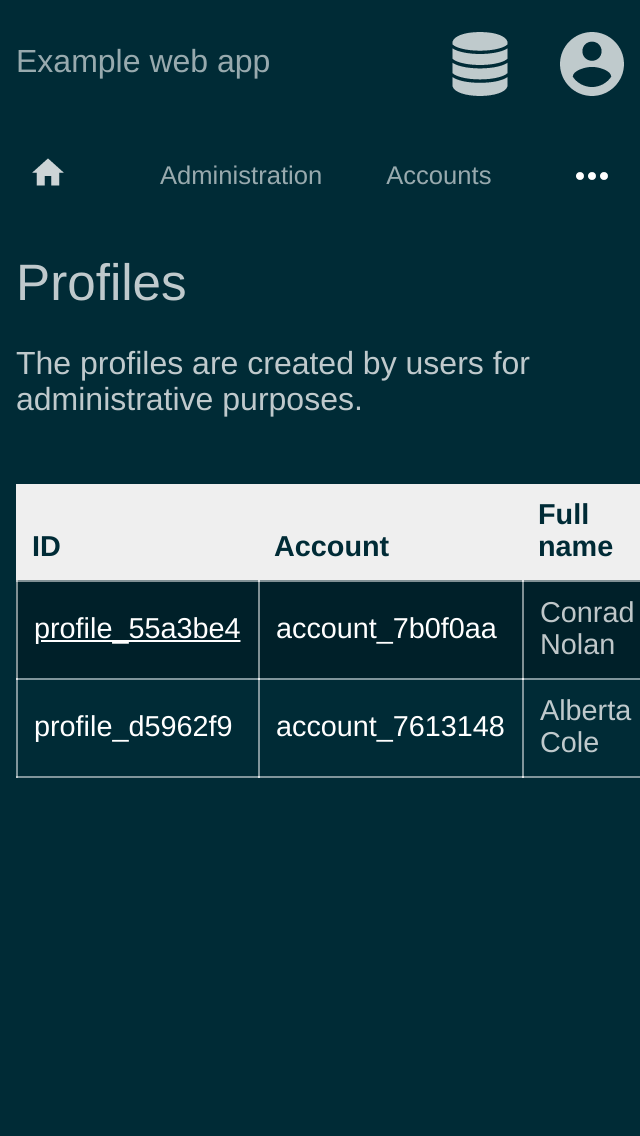 Example web app
Administration Accounts
Profiles
The profiles are created by users for
administrative purposes.
ID Account Full name
profile_55a3be4 account_7b0f0aa Conrad Nolan
profile_d5962f9 account_7613148 Alberta Cole